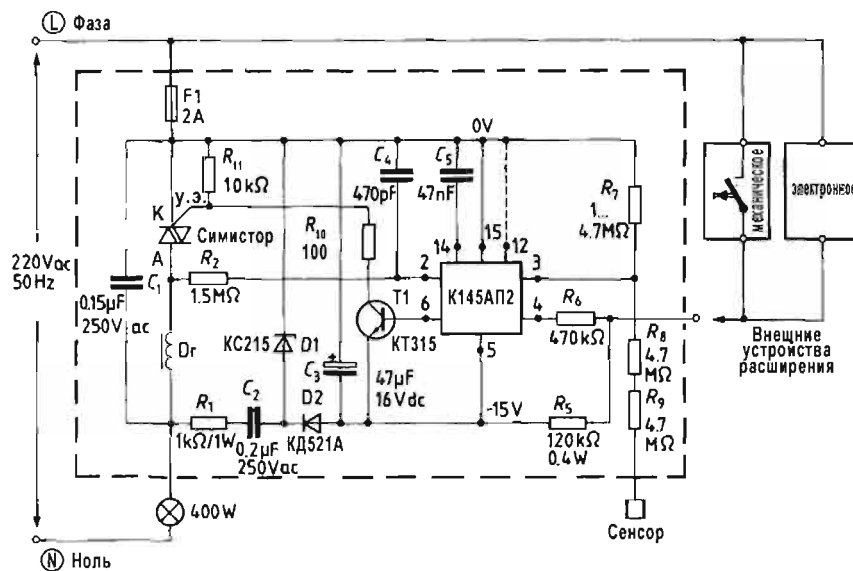 L Фаза
F1
2A
R11
10kΩ
У.Э.
K
A
Симистор
R10
100
C4
470pF
C5
47nF
0V
R7
1...
4.7MΩ
механическое
электронное
220Vac
50Hz
C1
0.15µF
250Vac
R2
1.5MΩ
14
15
12
2
3
6
4
5
К145АП2
T1
КТ315
R6
470kΩ
Внещние
устройства
расширения
Dr
КС215
D1
C3
+
47µF
16Vdc
R8
4.7
MΩ
R9
4.7
MΩ
R1
1kΩ/1W
C2
0.2µF
250Vac
D2
КД521А
-15V
R5
120kΩ
0.4W
400W
Сенсор
N Ноль